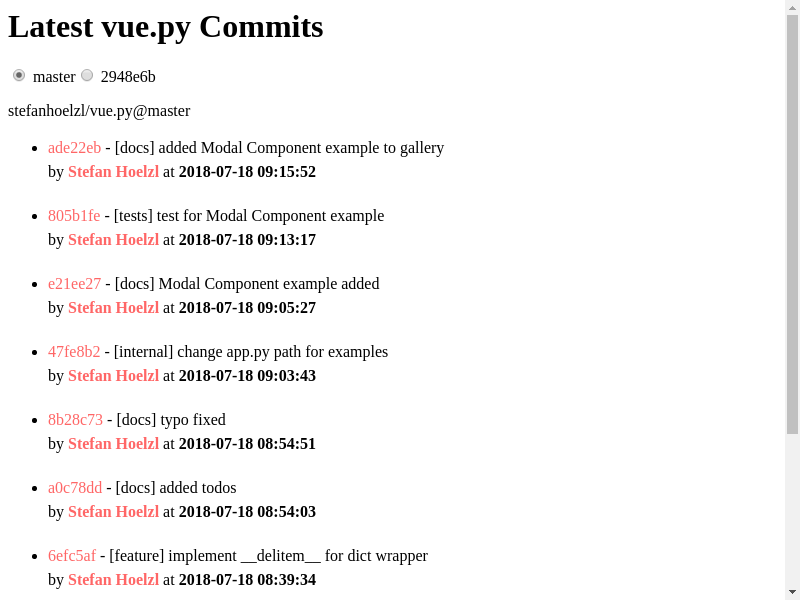 Latest vue.py Commits
master 2948e6b
stefanhoelzl/vue.py@master
ade22eb - [docs] added Modal Component example to gallery
by Stefan Hoelzl at 2018-07-18 09:15:52
805b1fe - [tests] test for Modal Component example
by Stefan Hoelzl at 2018-07-18 09:13:17
e21ee27 - [docs] Modal Component example added
by Stefan Hoelzl at 2018-07-18 09:05:27
47fe8b2 - [internal] change app.py path for examples
by Stefan Hoelzl at 2018-07-18 09:03:43
8b28c73 - [docs] typo fixed
by Stefan Hoelzl at 2018-07-18 08:54:51
a0c78dd - [docs] added todos
by Stefan Hoelzl at 2018-07-18 08:54:03
6efc5af - [feature] implement __delitem__ for dict wrapper
by Stefan Hoelzl at 2018-07-18 08:39:34